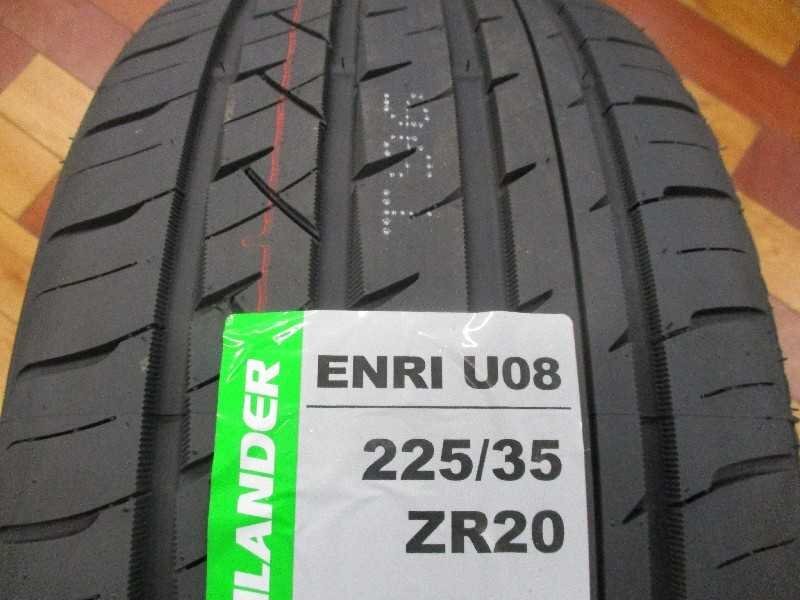 ILANDER
ENRI U08
225/35
ZR20